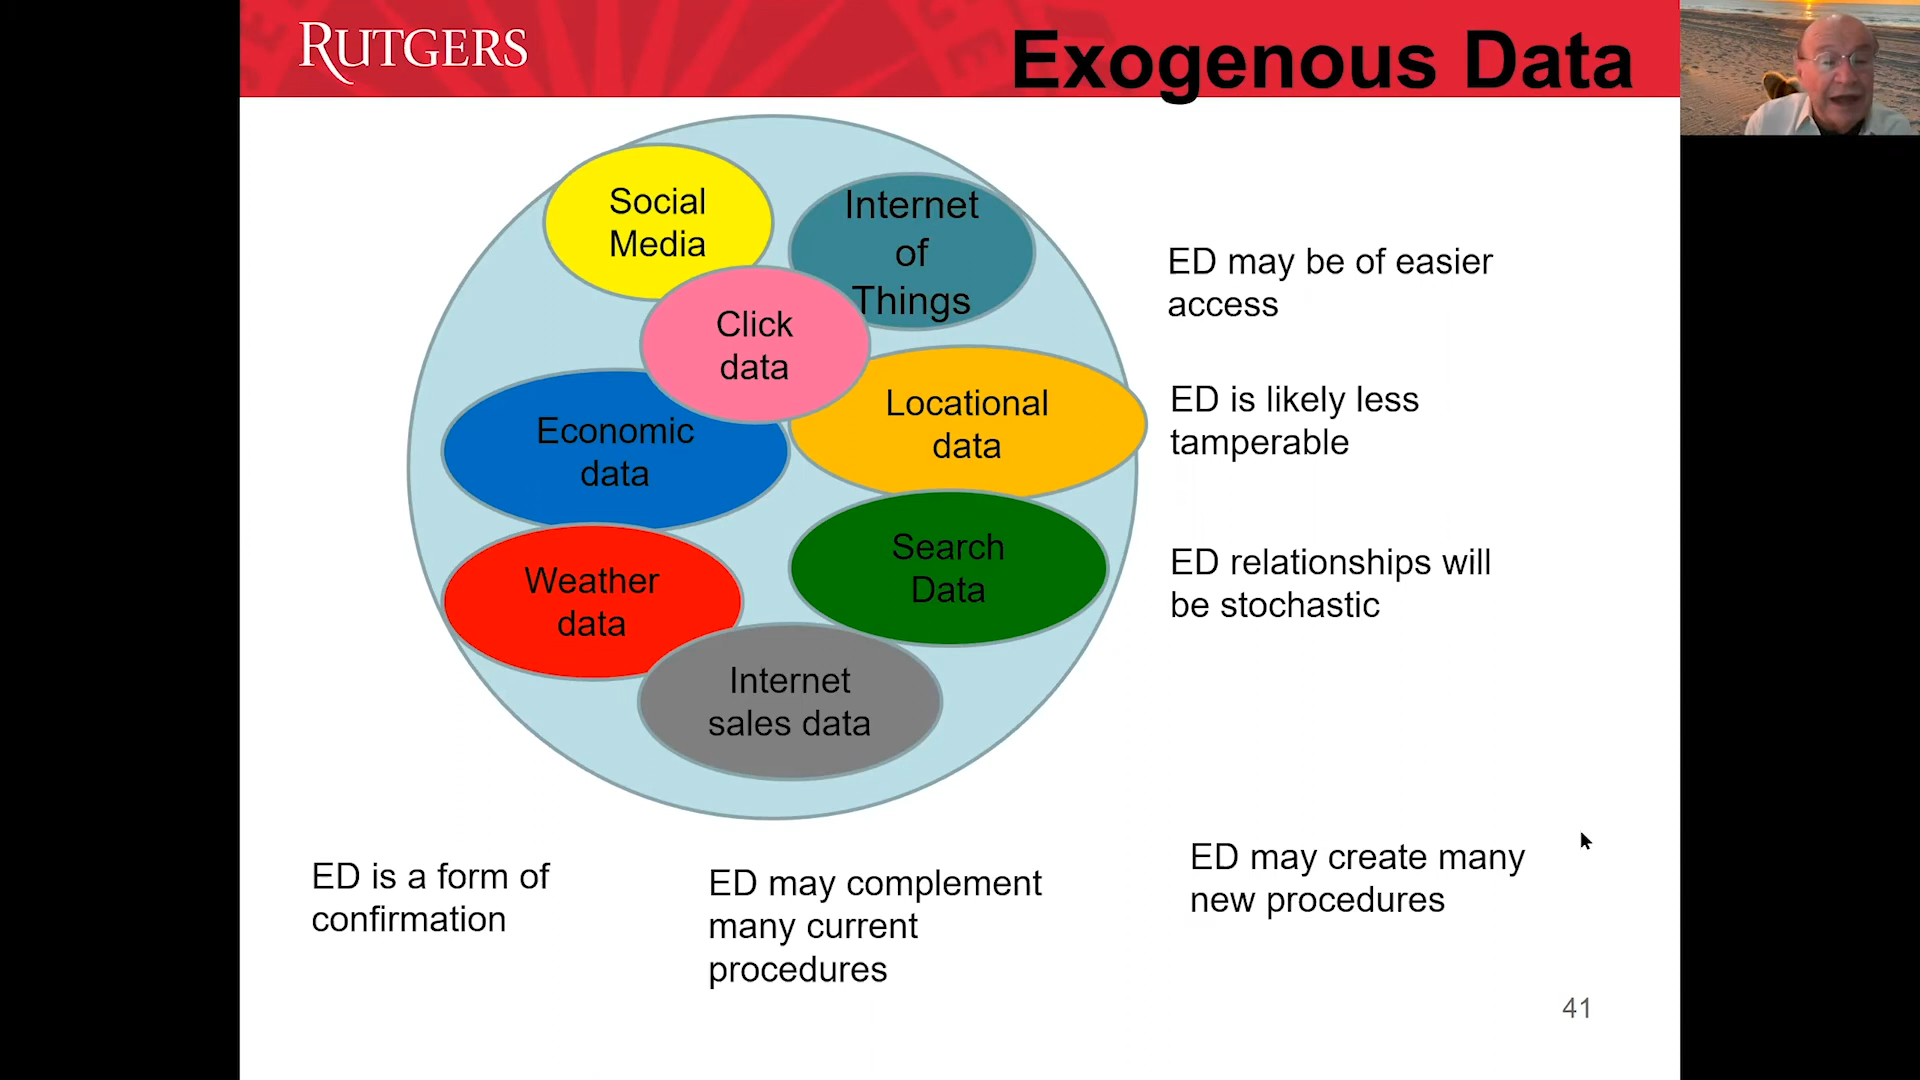 RUTGERS
Exogenous Data
Social
Media
Internet
of
Things
Click
data
Economic
data
Locational
data
Weather
data
Search
Data
Internet
sales data
ED may be of easier
access
ED is likely less
tamperable
ED relationships will
be stochastic
ED is a form of
confirmation
ED may complement
many current
procedures
ED may create many
new procedures
41